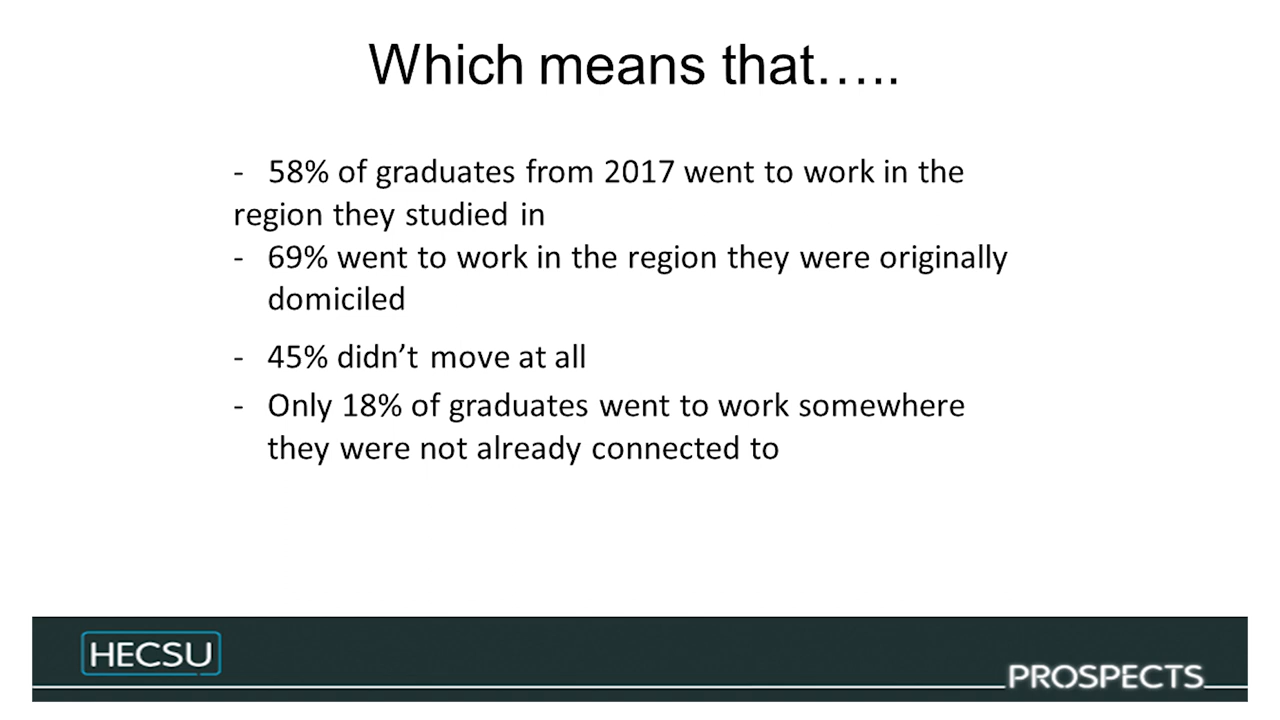 Which means that…..
- 58% of graduates from 2017 went to work in the
region they studied in
- 69% went to work in the region they were originally
domiciled
- 45% didn’t move at all
- Only 18% of graduates went to work somewhere
they were not already connected to
HECSU
PROSPECTS